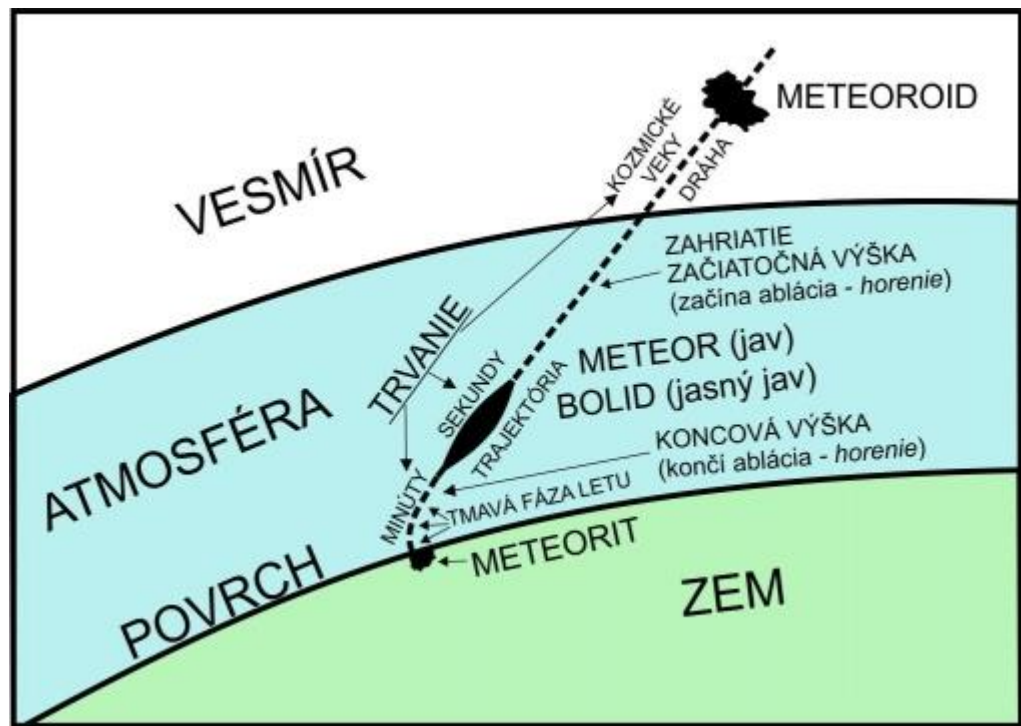 METEOROID
KOZMICKÉ
VEKY
DRÁHA
VESMÍR
ZAHRIATIE
ZAČIATOČNÁ VÝŠKA
(začína ablácia - horenie)
TRVANIE
SEKUNDY
METEOR (jav)
BOLID (jasný jav)
TRAJEKTÓRIA
ATMOSFÉRA
KONCOVÁ VÝŠKA
(končí ablácia - horenie)
MINÚTY
TMAVÁ FÁZA LETU
METEORIT
POVRCH
ZEM